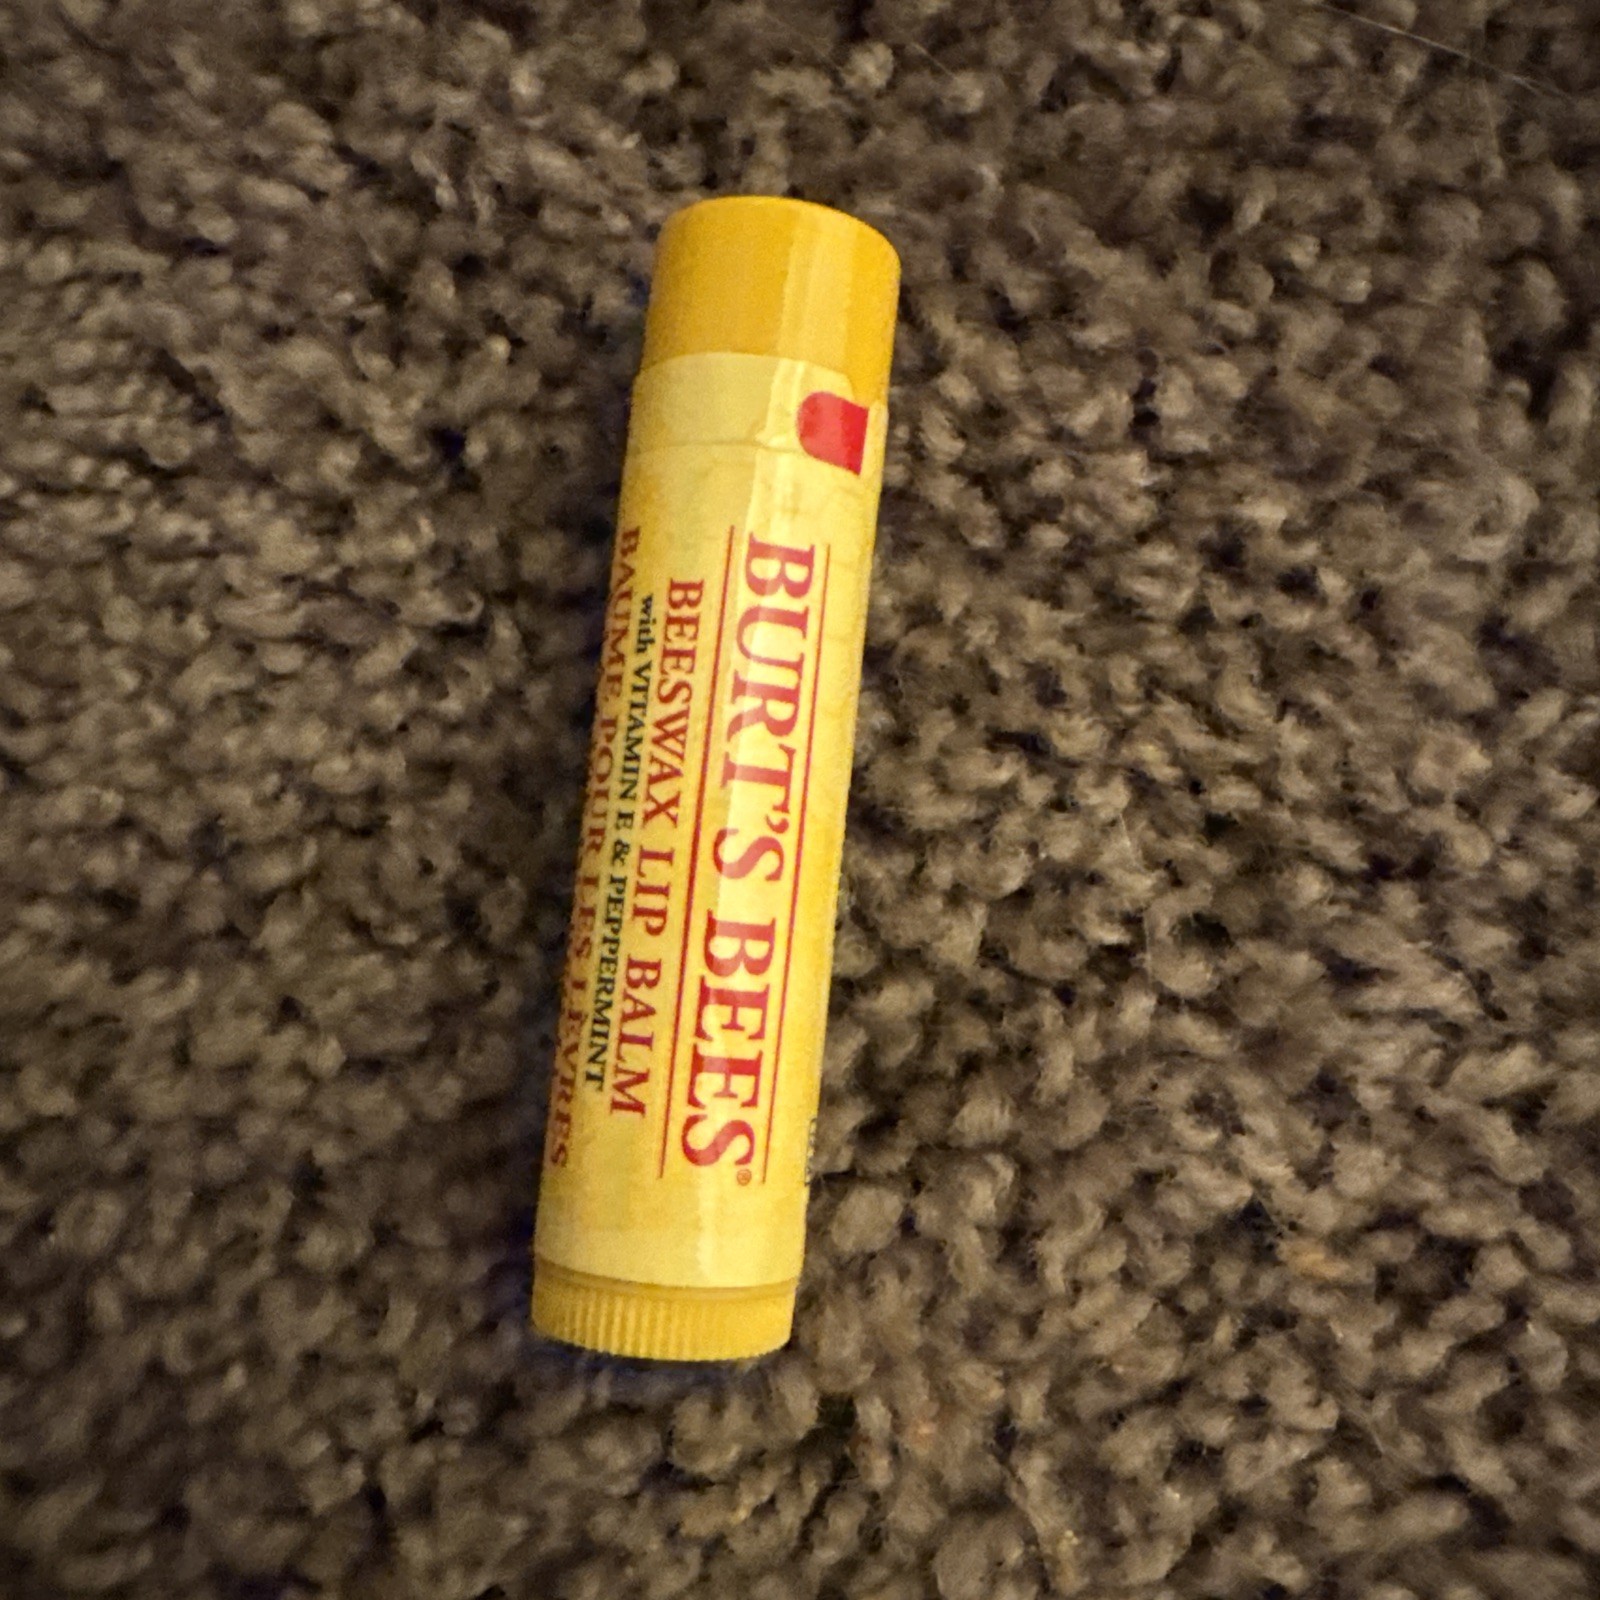 BURT'S BEES®
BEESWAX LIP BALM
with VITAMIN E & PEPPERMINT
BAUME POUR LES LÈVRES